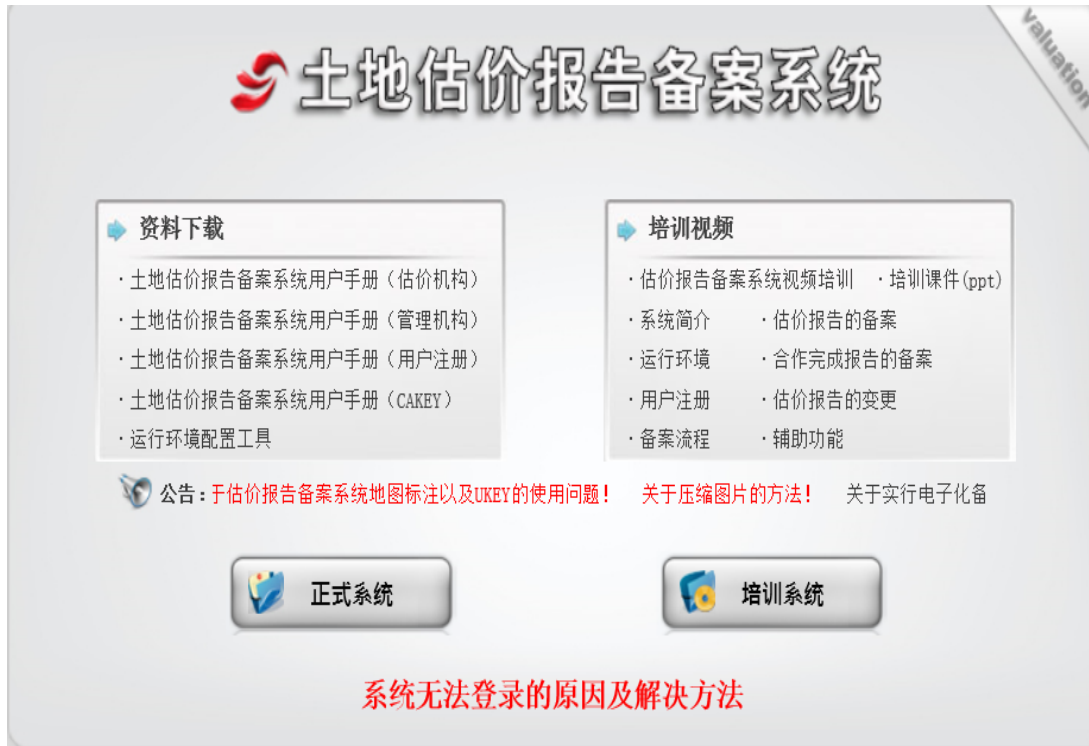 Valuation
土地估价报告备案系统
资料下载
·土地估价报告备案系统用户手册（估价机构）
·土地估价报告备案系统用户手册（管理机构）
·土地估价报告备案系统用户手册（用户注册）
·土地估价报告备案系统用户手册（CAKEY）
·运行环境配置工具
培训视频
·估价报告备案系统视频培训 ·培训课件(ppt)
·系统简介 ·估价报告的备案
·运行环境 ·合作完成报告的备案
·用户注册 ·估价报告的变更
·备案流程 ·辅助功能
公告：于估价报告备案系统地图标注以及UKEY的使用问题！ 关于压缩图片的方法！ 关于实行电子化备
正式系统
培训系统
系统无法登录的原因及解决方法